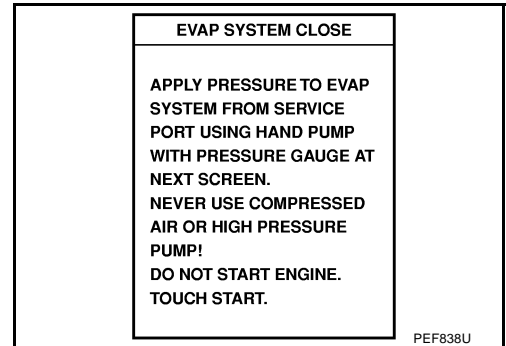 EVAP SYSTEM CLOSE
APPLY PRESSURE TO EVAP
SYSTEM FROM SERVICE
PORT USING HAND PUMP
WITH PRESSURE GAUGE AT
NEXT SCREEN.
NEVER USE COMPRESSED
AIR OR HIGH PRESSURE
PUMP!
DO NOT START ENGINE.
TOUCH START.
PEF838U